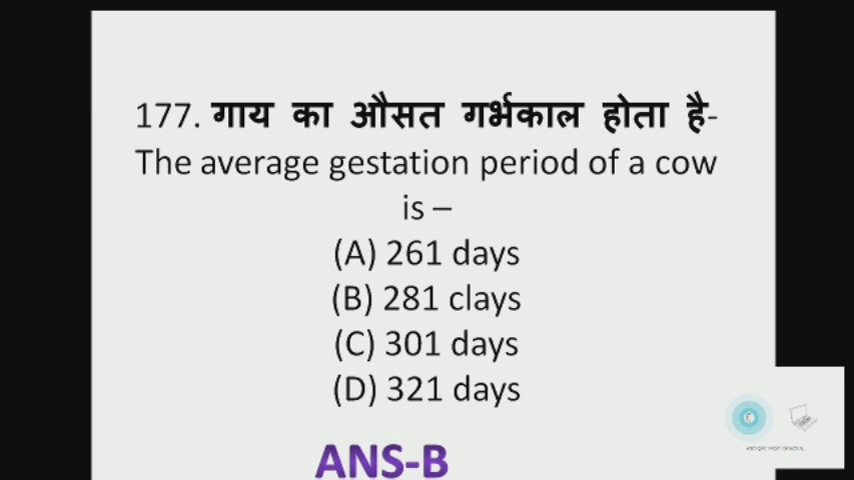 177. गाय का औसत गर्भकाल होता है-
The average gestation period of a cow
is –
(A) 261 days
(B) 281 clays
(C) 301 days
(D) 321 days
ANS-B